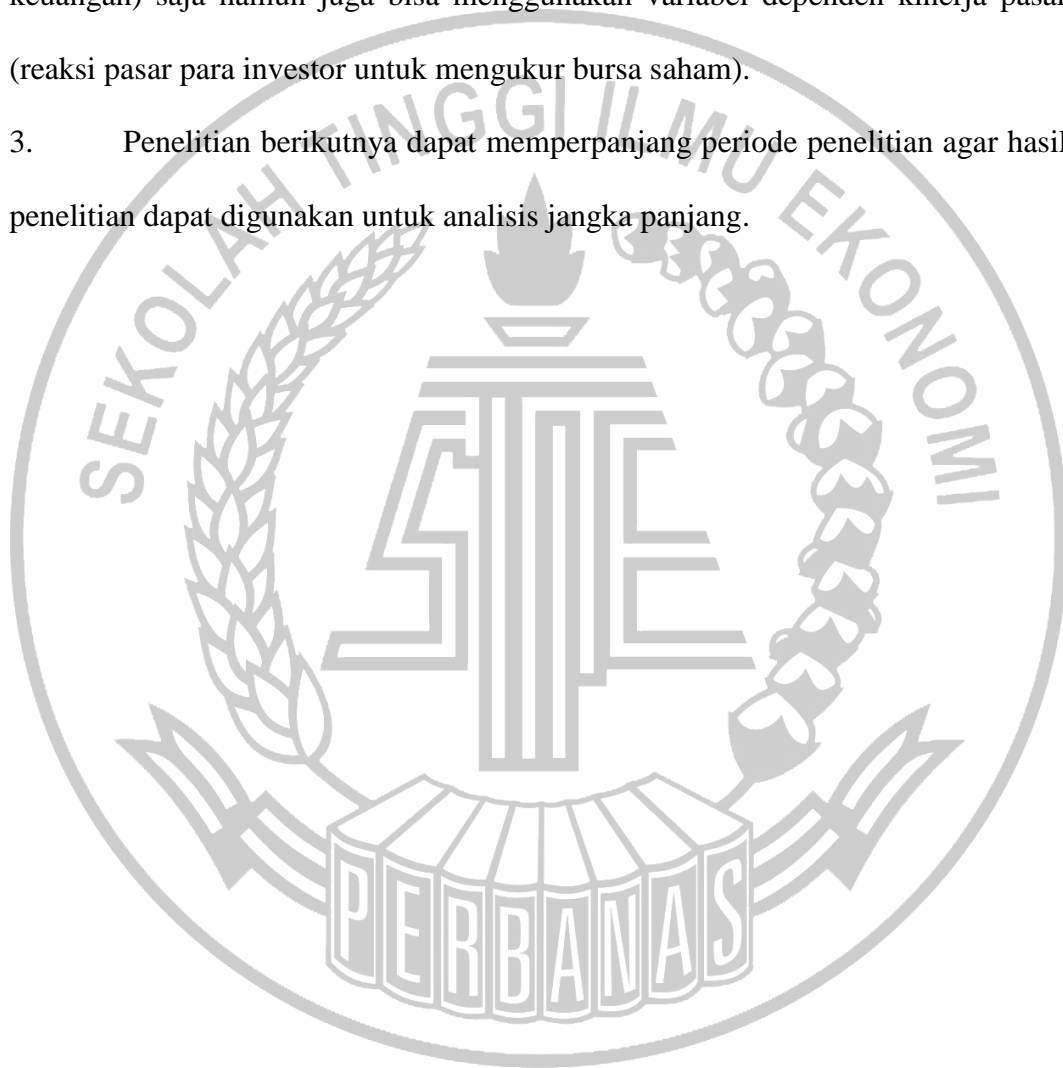 keuangan) saja namun juga bisa menggunakan variabel dependen kinerja pasar
(reaksi pasar para investor untuk mengukur bursa saham).
3. Penelitian berikutnya dapat memperpanjang periode penelitian agar hasil
penelitian dapat digunakan untuk analisis jangka panjang.
SEKOLAH TINGGI ILMU EKONOMI
STIE
PERBANAS